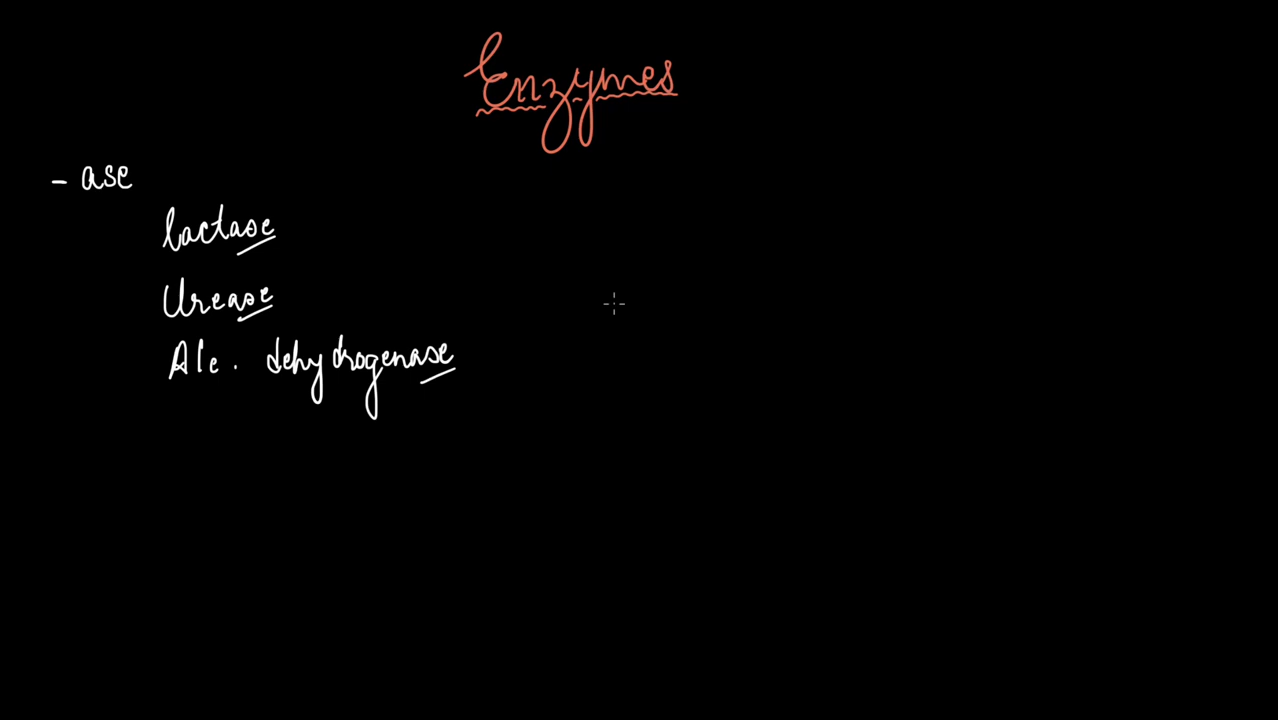 Enzymes
- ase
lactase
Urease
Alc. dehydrogenase